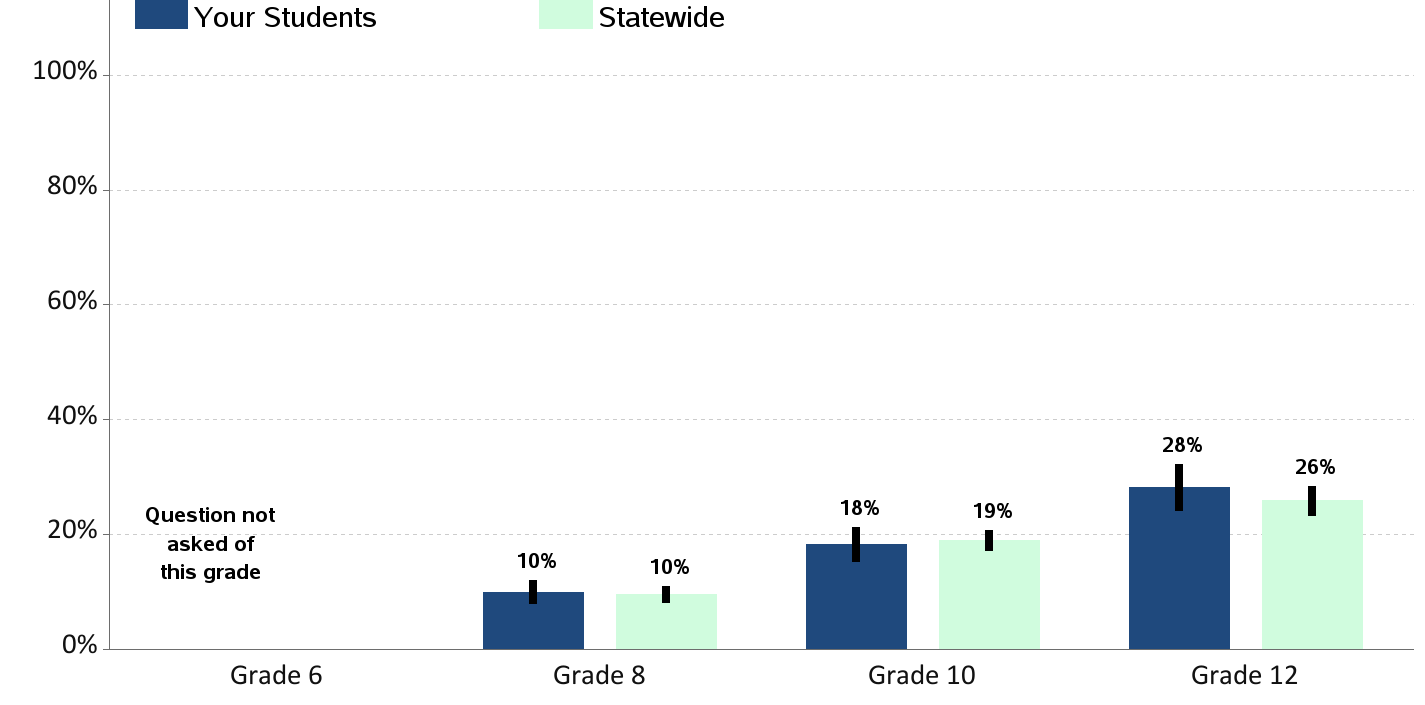 Your Students
Statewide
100%
80%
60%
40%
20%
0%
Question not
asked of
this grade
10%
10%
18%
19%
28%
26%
Grade 6
Grade 8
Grade 10
Grade 12